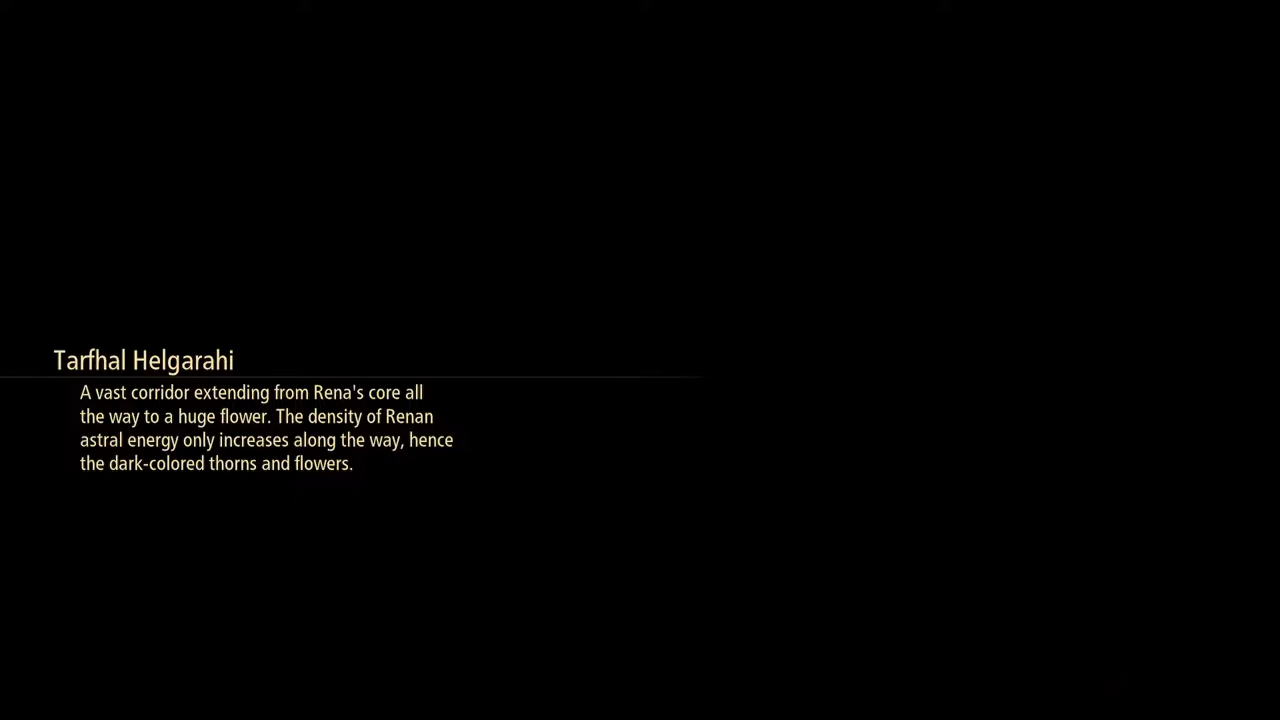 Tarfhal Helgarahi
A vast corridor extending from Rena's core all
the way to a huge flower. The density of Renan
astral energy only increases along the way, hence
the dark-colored thorns and flowers.